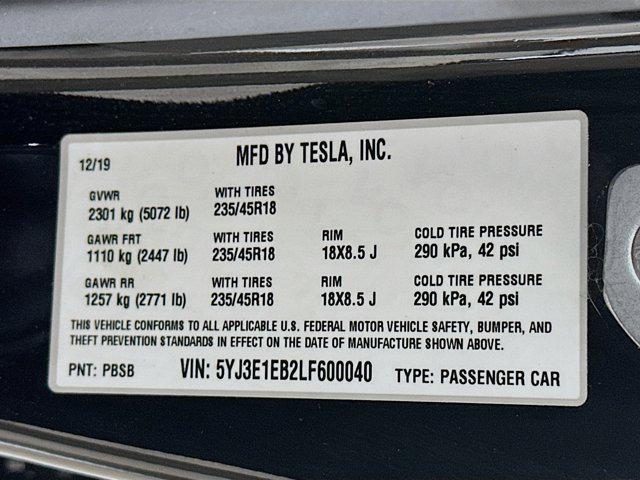 MFD BY TESLA, INC.
12/19
GVWR WITH TIRES
2301 kg (5072 lb) 235/45R18
GAWR FRT WITH TIRES RIM COLD TIRE PRESSURE
1110 kg (2447 lb) 235/45R18 18X8.5 J 290 kPa, 42 psi
GAWR RR WITH TIRES RIM COLD TIRE PRESSURE
1257 kg (2771 lb) 235/45R18 18X8.5 J 290 kPa, 42 psi
THIS VEHICLE CONFORMS TO ALL APPLICABLE U.S. FEDERAL MOTOR VEHICLE SAFETY, BUMPER, AND
THEFT PREVENTION STANDARDS IN EFFECT ON THE DATE OF MANUFACTURE SHOWN ABOVE.
PNT: PBSB VIN: 5YJ3E1EB2LF600040 TYPE: PASSENGER CAR